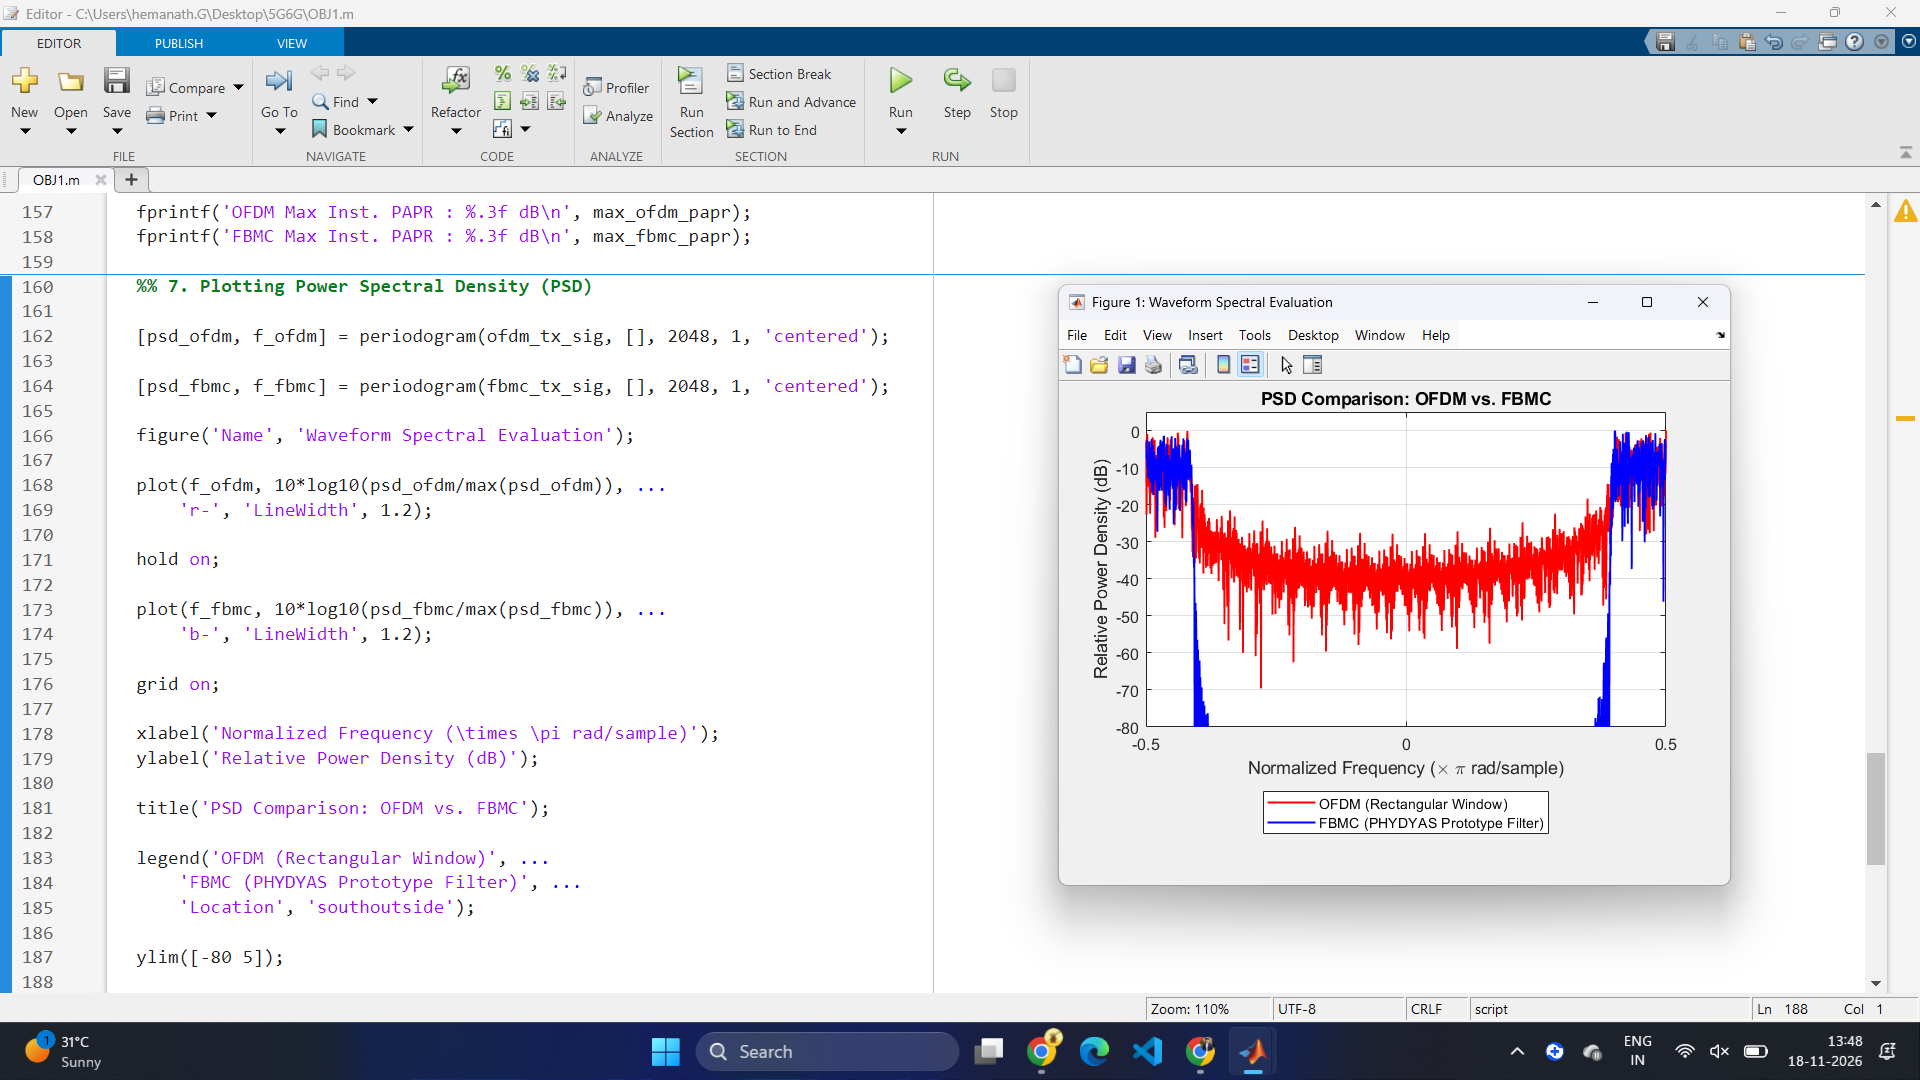 Editor - C:\Users\hemanath.G\Desktop\5G6G\OBJ1.m
EDITOR
PUBLISH
VIEW
New
Open
Save
Compare
Print
FILE
Go To
Find
Bookmark
NAVIGATE
Refactor
CODE
Profiler
Analyze
ANALYZE
Run Section
Section Break
Run and Advance
Run to End
SECTION
Run
Step
Stop
RUN
OBJ1.m
157 fprintf('OFDM Max Inst. PAPR : %.3f dB\n', max_ofdm_papr);
158 fprintf('FBMC Max Inst. PAPR : %.3f dB\n', max_fbmc_papr);
159
160 %% 7. Plotting Power Spectral Density (PSD)
161
162 [psd_ofdm, f_ofdm] = periodogram(ofdm_tx_sig, [], 2048, 1, 'centered');
163
164 [psd_fbmc, f_fbmc] = periodogram(fbmc_tx_sig, [], 2048, 1, 'centered');
165
166 figure('Name', 'Waveform Spectral Evaluation');
167
168 plot(f_ofdm, 10*log10(psd_ofdm/max(psd_ofdm)), ...
169 'r-', 'LineWidth', 1.2);
170
171 hold on;
172
173 plot(f_fbmc, 10*log10(psd_fbmc/max(psd_fbmc)), ...
174 'b-', 'LineWidth', 1.2);
175
176 grid on;
177
178 xlabel('Normalized Frequency (\times \pi rad/sample)');
179 ylabel('Relative Power Density (dB)');
180
181 title('PSD Comparison: OFDM vs. FBMC');
182
183 legend('OFDM (Rectangular Window)', ...
184 'FBMC (PHYDYAS Prototype Filter)', ...
185 'Location', 'southoutside');
186
187 ylim([-80 5]);
188
Figure 1: Waveform Spectral Evaluation
File Edit View Insert Tools Desktop Window Help
PSD Comparison: OFDM vs. FBMC
Relative Power Density (dB)
0
-10
-20
-30
-40
-50
-60
-70
-80
-0.5 0 0.5
Normalized Frequency (× π rad/sample)
OFDM (Rectangular Window)
FBMC (PHYDYAS Prototype Filter)
Zoom: 110% UTF-8 CRLF script Ln 188 Col 1
1
31°C
Sunny
Search
ENG
IN
13:48
18-11-2026